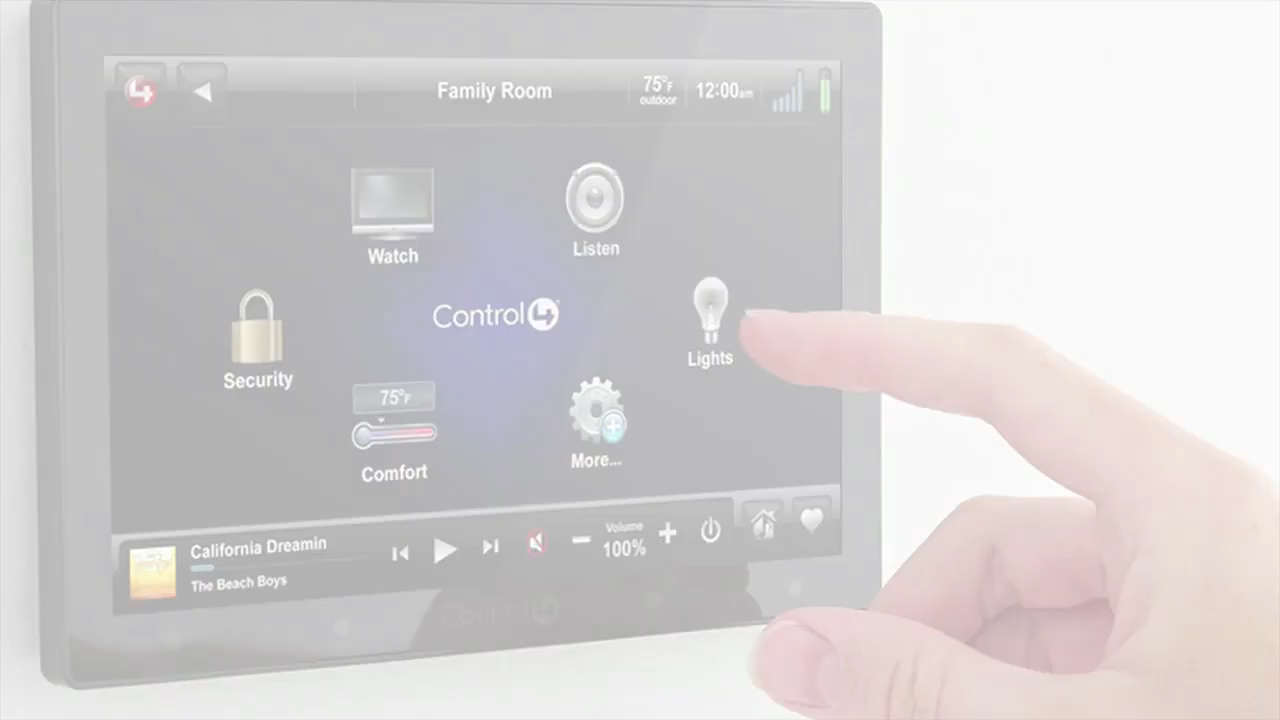 Family Room
75°F
outdoor
12:00am
Watch
Listen
Control4
Security
Lights
75°F
Comfort
More...
California Dreamin
The Beach Boys
Volume
100%
Control4